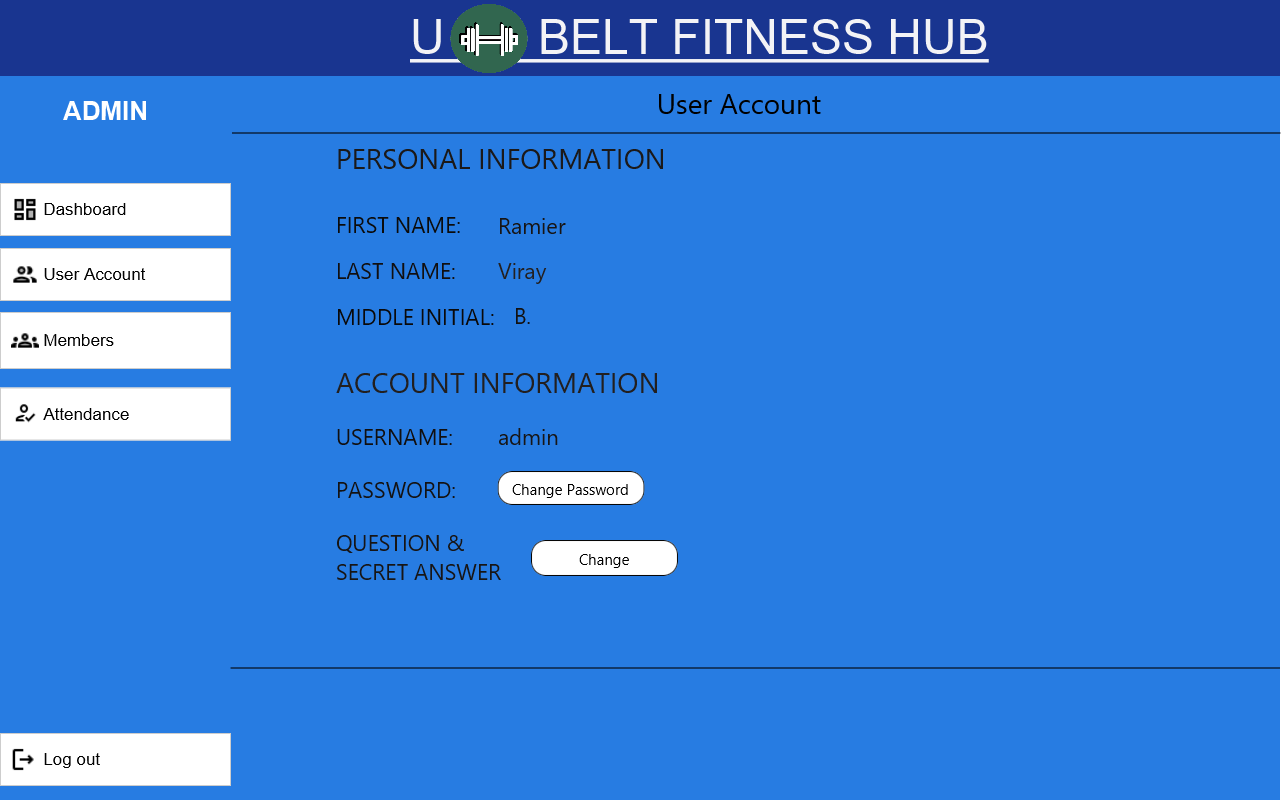 U BELT FITNESS HUB
ADMIN
User Account
PERSONAL INFORMATION
Dashboard
FIRST NAME: Ramier
User Account
LAST NAME: Viray
MIDDLE INITIAL: B.
Members
ACCOUNT INFORMATION
Attendance
USERNAME: admin
PASSWORD: Change Password
QUESTION &
SECRET ANSWER Change
Log out